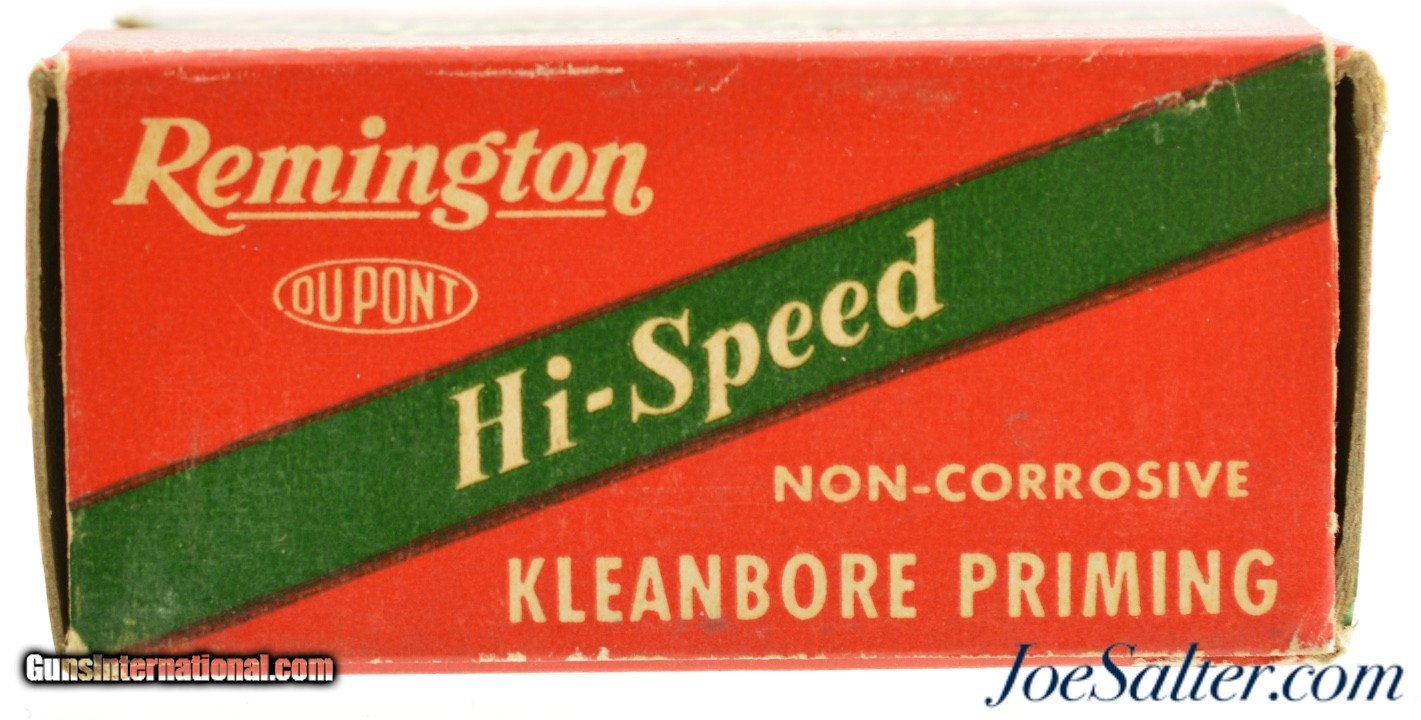 Remington
DU PONT
Hi-Speed
NON-CORROSIVE
KLEANBORE PRIMING
GunsInternational.com
JoeSalter.com